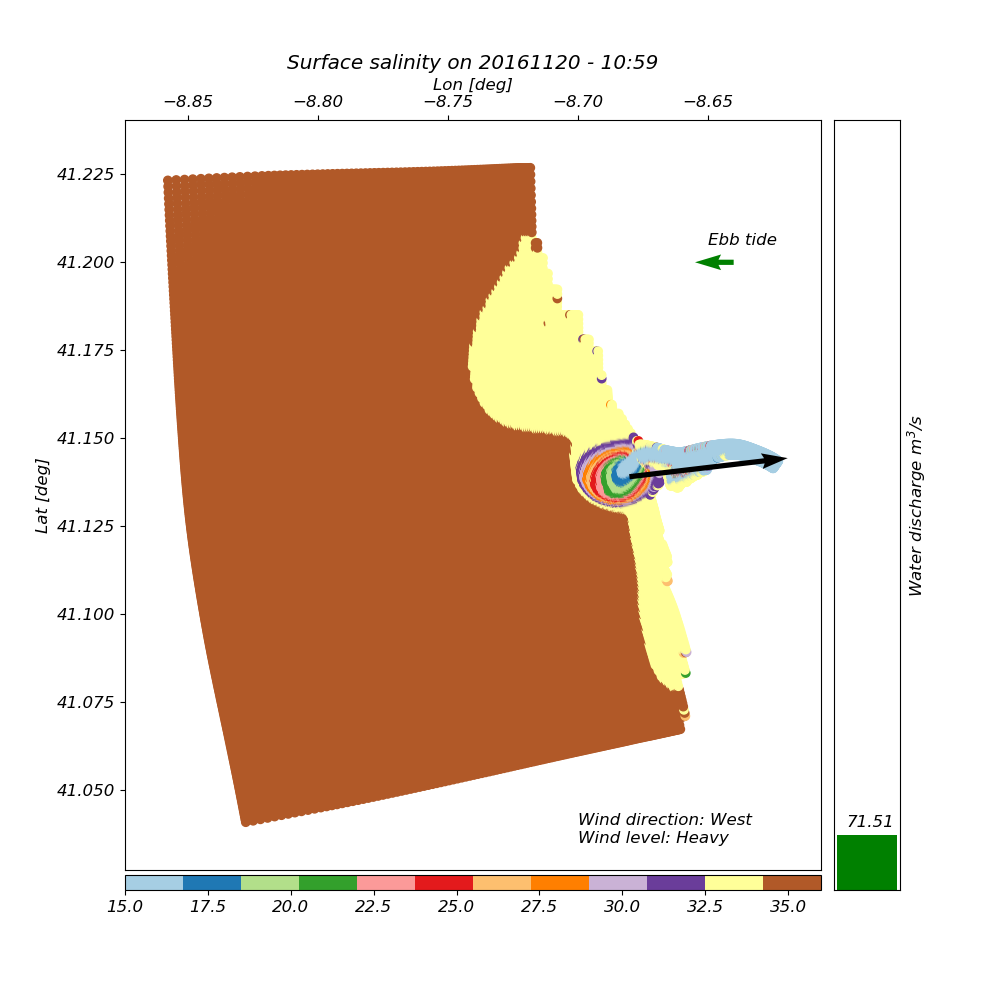 Surface salinity on 20161120 - 10:59
Lon [deg]
−8.85 −8.80 −8.75 −8.70 −8.65
41.225
41.200
41.175
41.150
41.125
41.100
41.075
41.050
Lat [deg]
Ebb tide
Wind direction: West
Wind level: Heavy
Water discharge m³/s
71.51
15.0 17.5 20.0 22.5 25.0 27.5 30.0 32.5 35.0